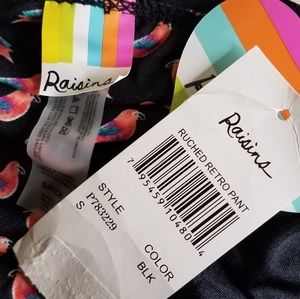 Raisins
Raisins
RUCHED RETRO PANT
7 95459 10480 4
STYLE
P783229
S
COLOR
BLK